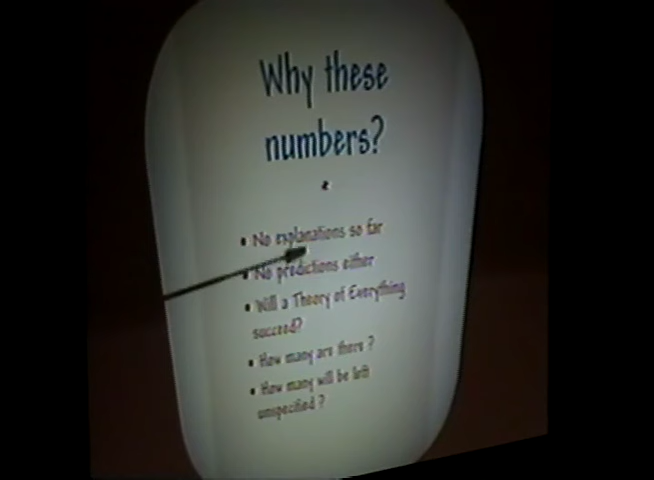 Why these
numbers?
• No explanations so far
• No predictions either
• Will a Theory of Everything
succeed?
• How many are there ?
• How many will be left
unspecified ?